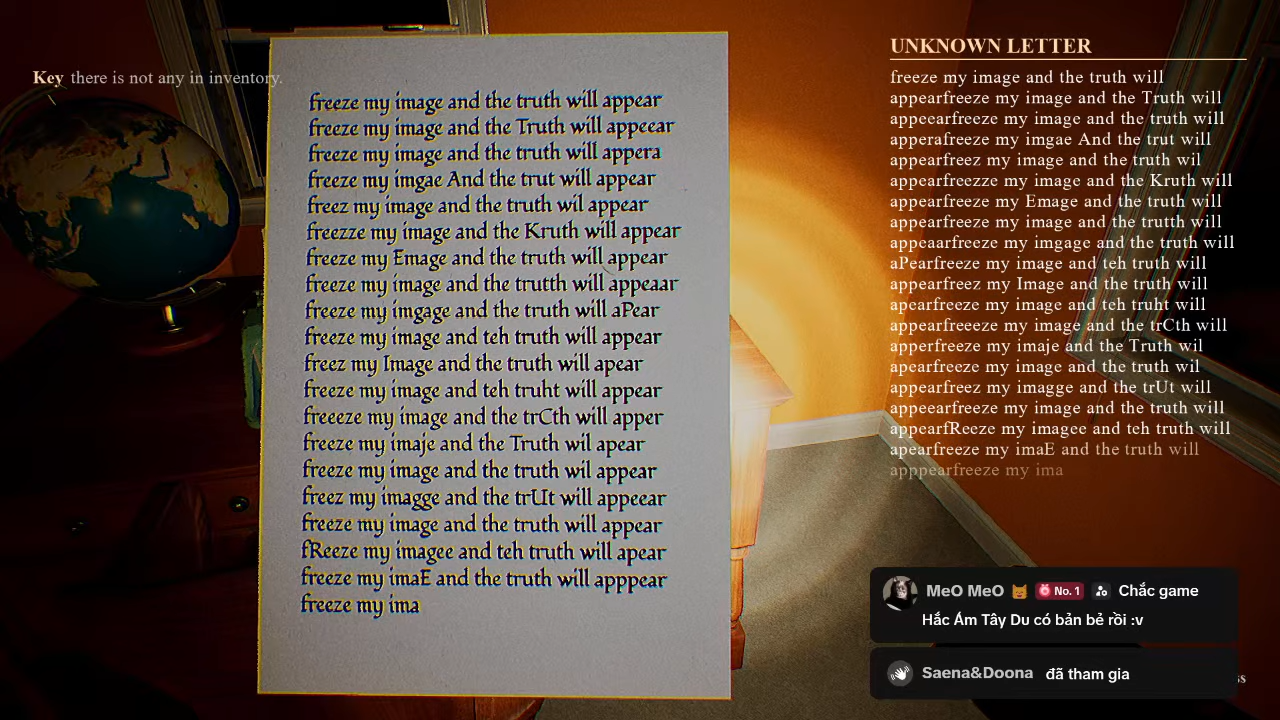 Key there is not any in inventory.
freeze my image and the truth will appear
freeze my image and the Truth will appeear
freeze my image and the truth will appera
freeze my imgae And the trut will appear
freez my image and the truth wil appear
freezze my image and the Kruth will appear
freeze my Emage and the truth will appear
freeze my image and the trutth will appeaar
freeze my imgage and the truth will aPear
freeze my image and teh truth will appear
freez my Image and the truth will apear
freeze my image and teh truht will appear
freeeze my image and the trCth will apper
freeze my imaje and the Truth wil apear
freeze my image and the truth wil appear
freez my imagge and the trUt will appeear
freeze my image and the truth will appear
fReeze my imagee and teh truth will apear
freeze my imaE and the truth will apppear
freeze my ima
UNKNOWN LETTER
freeze my image and the truth will
appearfreeze my image and the Truth will
appeearfreeze my image and the truth will
apperafreeze my imgae And the trut will
appearfreez my image and the truth wil
appearfreezze my image and the Kruth will
appearfreeze my Emage and the truth will
appearfreeze my image and the trutth will
appeaarfreeze my imgage and the truth will
aPearfreeze my image and teh truth will
appearfreez my Image and the truth will
apearfreeze my image and teh truht will
appearfreeeze my image and the trCth will
apperfreeze my imaje and the Truth wil
apearfreeze my image and the truth wil
appearfreez my imagge and the trUt will
appeearfreeze my image and the truth will
appearfReeze my imagee and teh truth will
apearfreeze my imaE and the truth will
apppearfreeze my ima
MeO MeO No. 1 Chắc game
Hắc Ám Tây Du có bản bẻ rồi :v
Saena&Doona đã tham gia